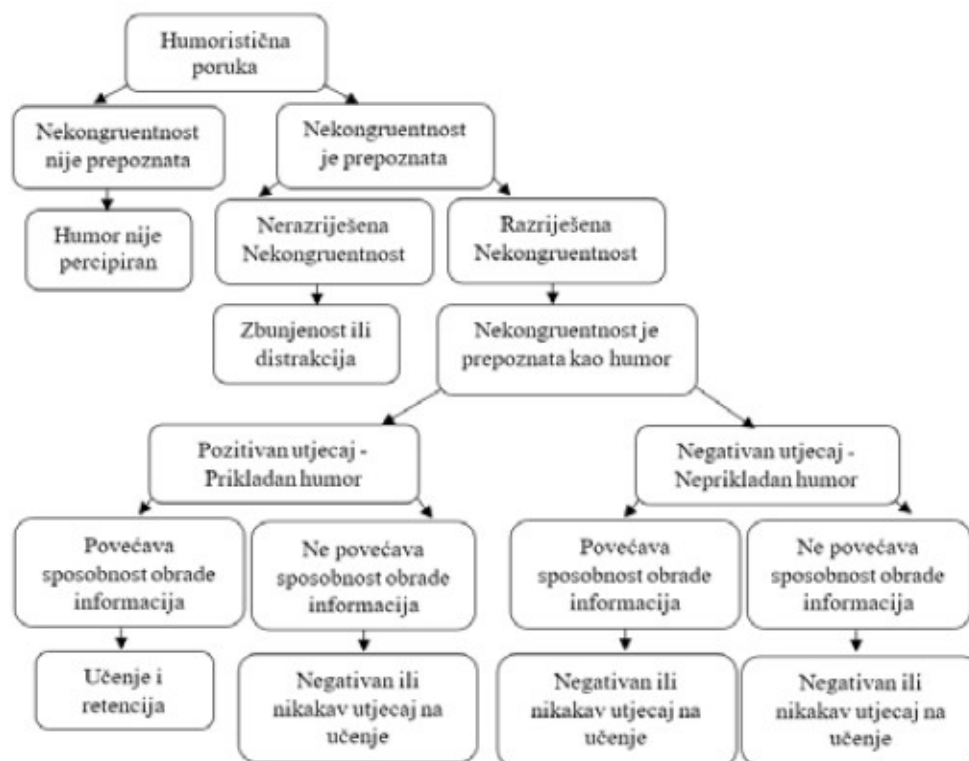 Humoristična
poruka
Nekongruentnost
nije prepoznata
Nekongruentnost
je prepoznata
Humor nije
percipiran
Nerazriješena
Nekongruentnost
Razriješena
Nekongruentnost
Zbunjenost ili
distrakcija
Nekongruentnost je
prepoznata kao humor
Pozitivan utjecaj -
Prikladan humor
Negativan utjecaj -
Neprikladan humor
Povećava
sposobnost obrade
informacija
Ne povećava
sposobnost obrade
informacija
Povećava
sposobnost obrade
informacija
Ne povećava
sposobnost obrade
informacija
Učenje i
retencija
Negativan ili
nikakav utjecaj na
učenje
Negativan ili
nikakav utjecaj na
učenje
Negativan ili
nikakav utjecaj na
učenje